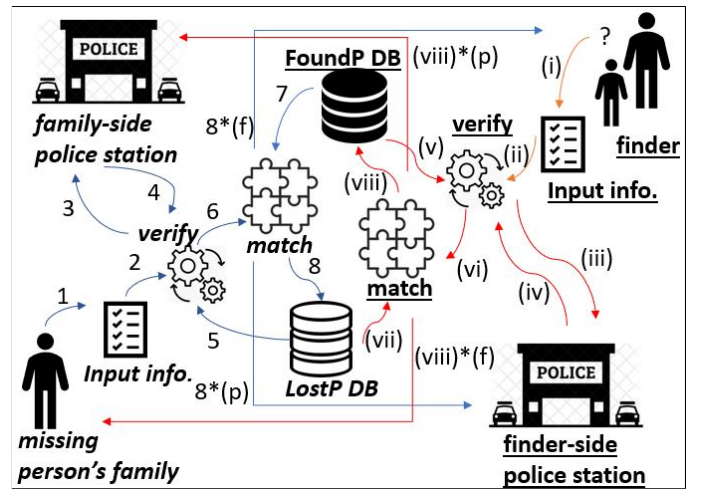 POLICE
family-side
police station
FoundP DB
(viii)*(p)
?
(i)
finder
7
8*(f)
(v)
verify
(ii)
Input info.
3
4
verify
6
match
(viii)
match
(vi)
(iii)
(iv)
1
2
Input info.
5
8
LostP DB
(vii)
(viii)*(f)
8*(p)
missing
person's family
POLICE
finder-side
police station